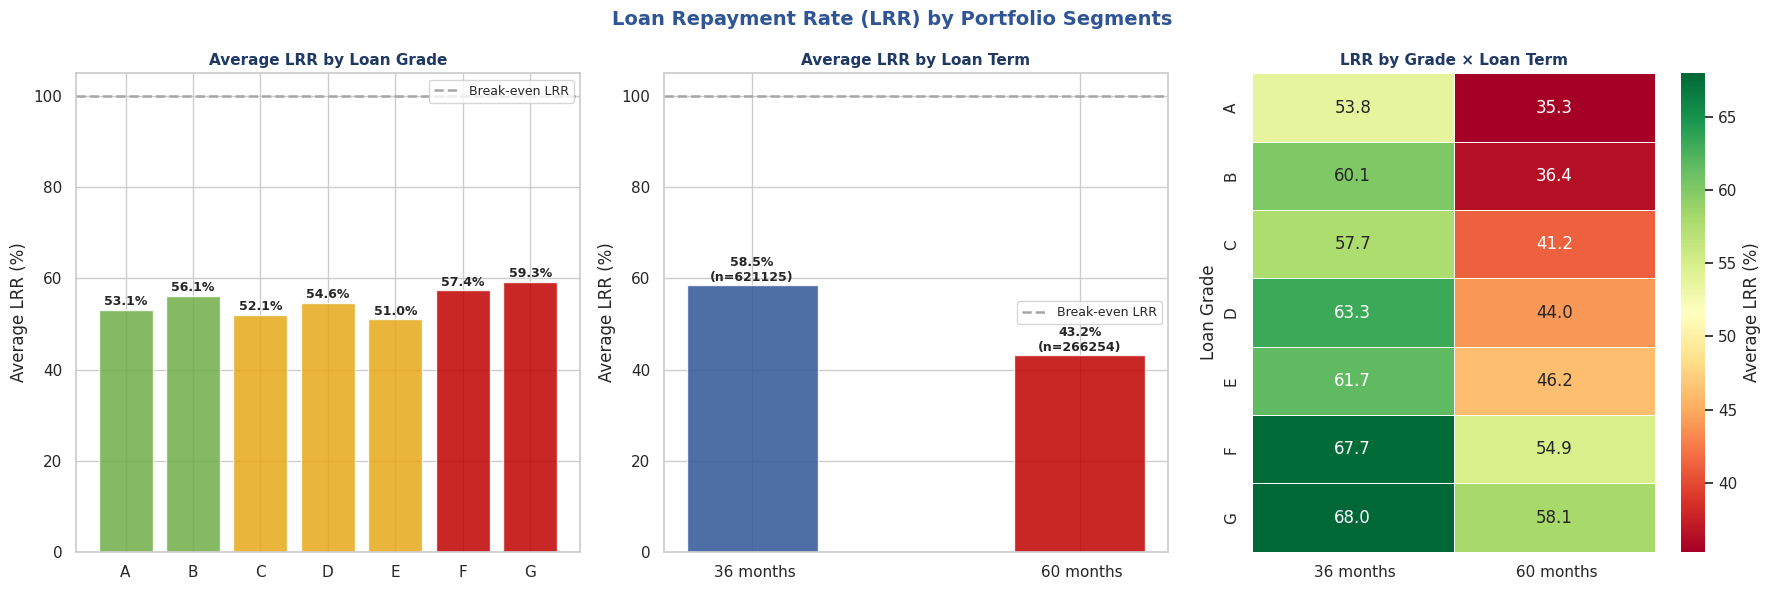 Loan Repayment Rate (LRR) by Portfolio Segments
Average LRR by Loan Grade
Average LRR (%)
100
80
60
40
20
0
Break-even LRR
53.1%
56.1%
52.1%
54.6%
51.0%
57.4%
59.3%
A
B
C
D
E
F
G
Average LRR by Loan Term
Average LRR (%)
100
80
60
40
20
0
58.5%
(n=621125)
Break-even LRR
43.2%
(n=266254)
36 months
60 months
LRR by Grade × Loan Term
Loan Grade
A
53.8
35.3
B
60.1
36.4
C
57.7
41.2
D
63.3
44.0
E
61.7
46.2
F
67.7
54.9
G
68.0
58.1
36 months
60 months
65
60
55
50
45
40
Average LRR (%)